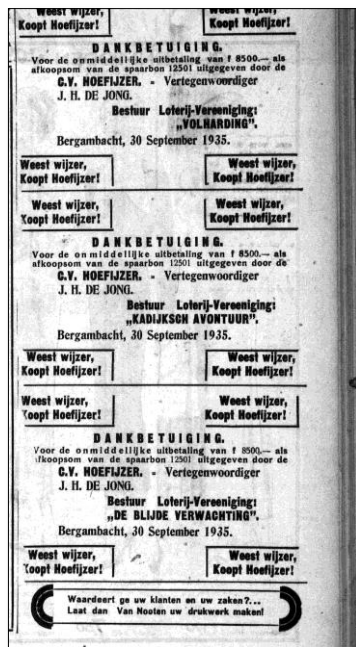 Weest wijzer, Weest wijzer,
Koopt Hoefijzer! Koopt Hoefijzer!
DANKBETUIGING.
Voor de onmiddellijke uitbetaling van f 8500.— als
afkoopsom van de spaarbon 12501 uitgegeven door de
C.V. HOEFIJZER. - Vertegenwoordiger
J. H. DE JONG.
Bestuur Loterij-Vereeniging:
„VOLHARDING”.
Bergambacht, 30 September 1935.
Weest wijzer, Weest wijzer,
Koopt Hoefijzer! Koopt Hoefijzer!
Weest wijzer, Weest wijzer,
Koopt Hoefijzer! Koopt Hoefijzer!
DANKBETUIGING.
Voor de onmiddellijke uitbetaling van f 8500.— als
afkoopsom van de spaarbon 12501 uitgegeven door de
C.V. HOEFIJZER. - Vertegenwoordiger
J. H. DE JONG.
Bestuur Loterij-Vereeniging:
„KADIJKSCH AVONTUUR”.
Bergambacht, 30 September 1935.
Weest wijzer, Weest wijzer,
Koopt Hoefijzer! Koopt Hoefijzer!
Weest wijzer, Weest wijzer,
Koopt Hoefijzer! Koopt Hoefijzer!
DANKBETUIGING.
Voor de onmiddellijke uitbetaling van f 8500.— als
afkoopsom van de spaarbon 12501 uitgegeven door de
C.V. HOEFIJZER. - Vertegenwoordiger
J. H. DE JONG.
Bestuur Loterij-Vereeniging:
„DE BLIJDE VERWACHTING”.
Bergambacht, 30 September 1935.
Weest wijzer, Weest wijzer,
Koopt Hoefijzer! Koopt Hoefijzer!
Waardeert ge uw klanten en uw zaken?...
Laat dan Van Nooten uw drukwerk maken!